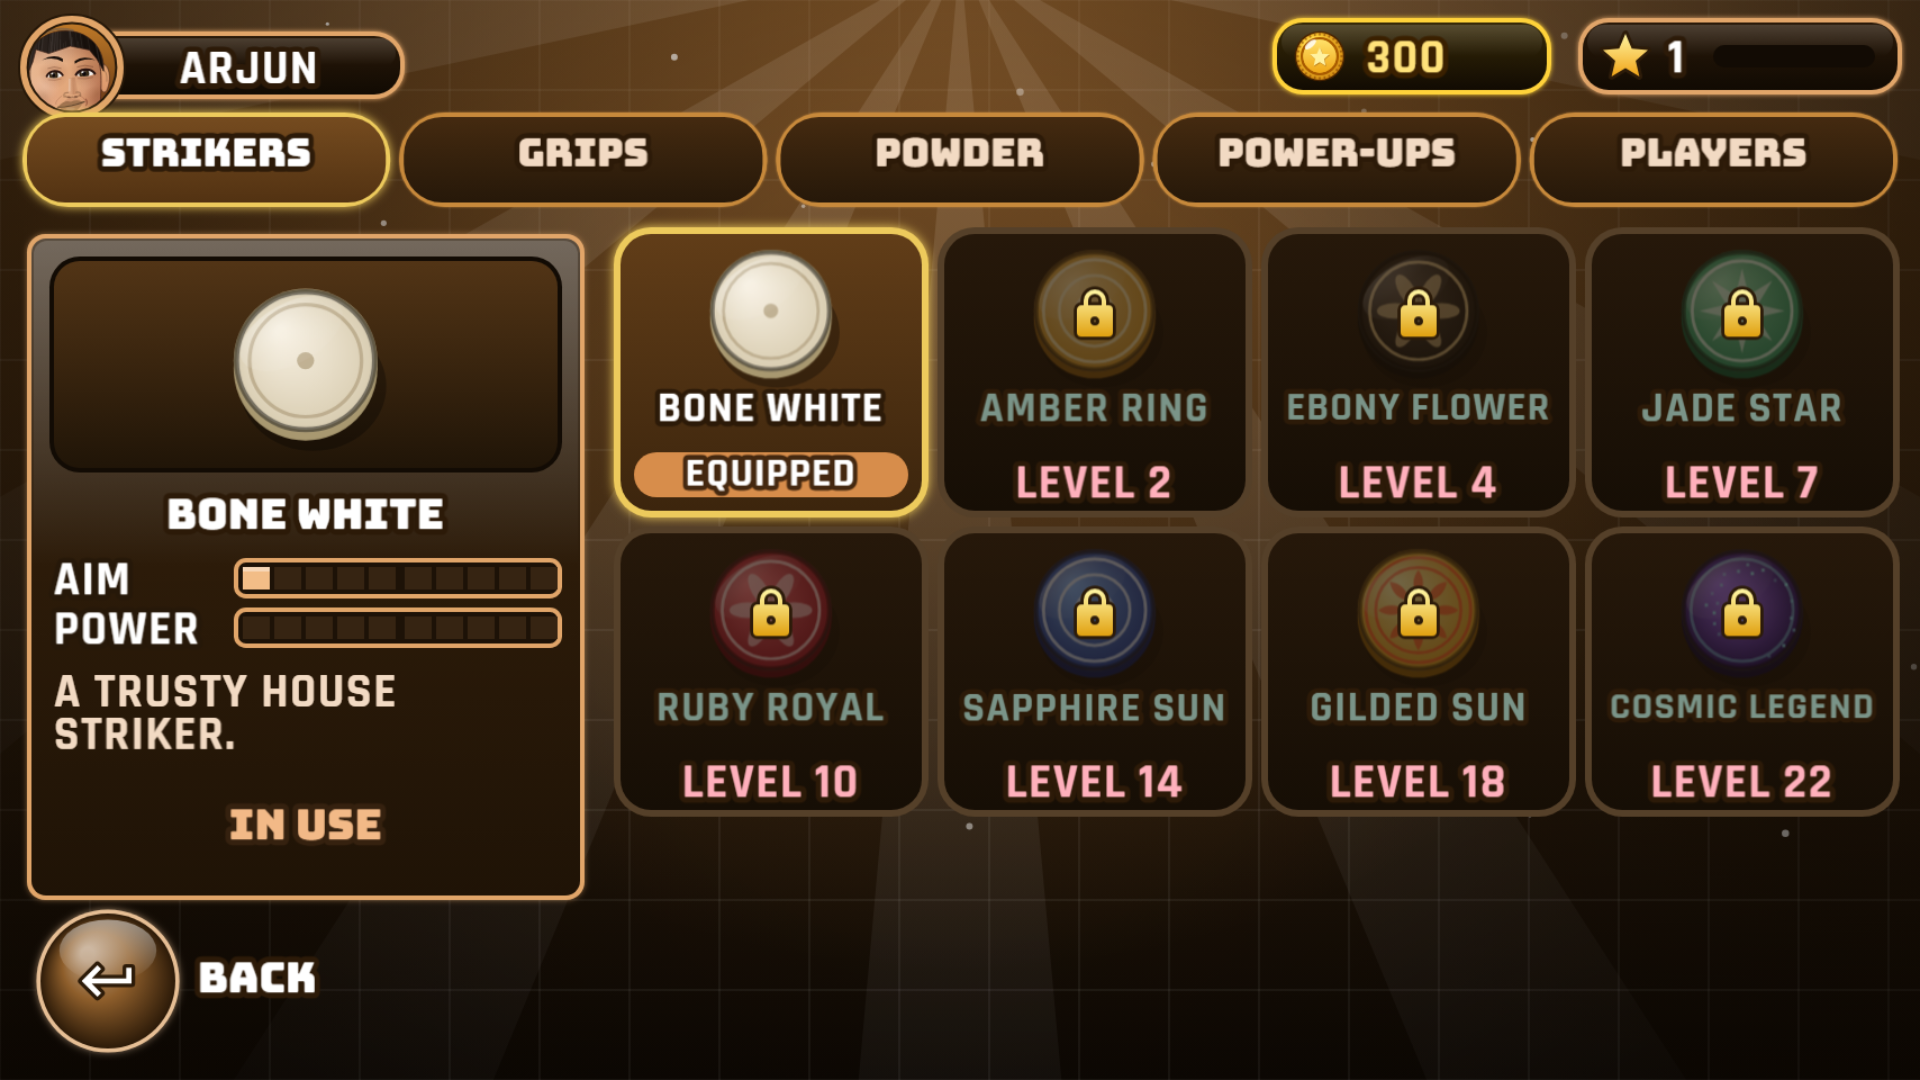 ARJUN
300
1
STRIKERS
GRIPS
POWDER
POWER-UPS
PLAYERS
BONE WHITE
AIM
POWER
A TRUSTY HOUSE
STRIKER.
IN USE
BONE WHITE
EQUIPPED
AMBER RING
LEVEL 2
EBONY FLOWER
LEVEL 4
JADE STAR
LEVEL 7
RUBY ROYAL
LEVEL 10
SAPPHIRE SUN
LEVEL 14
GILDED SUN
LEVEL 18
COSMIC LEGEND
LEVEL 22
BACK